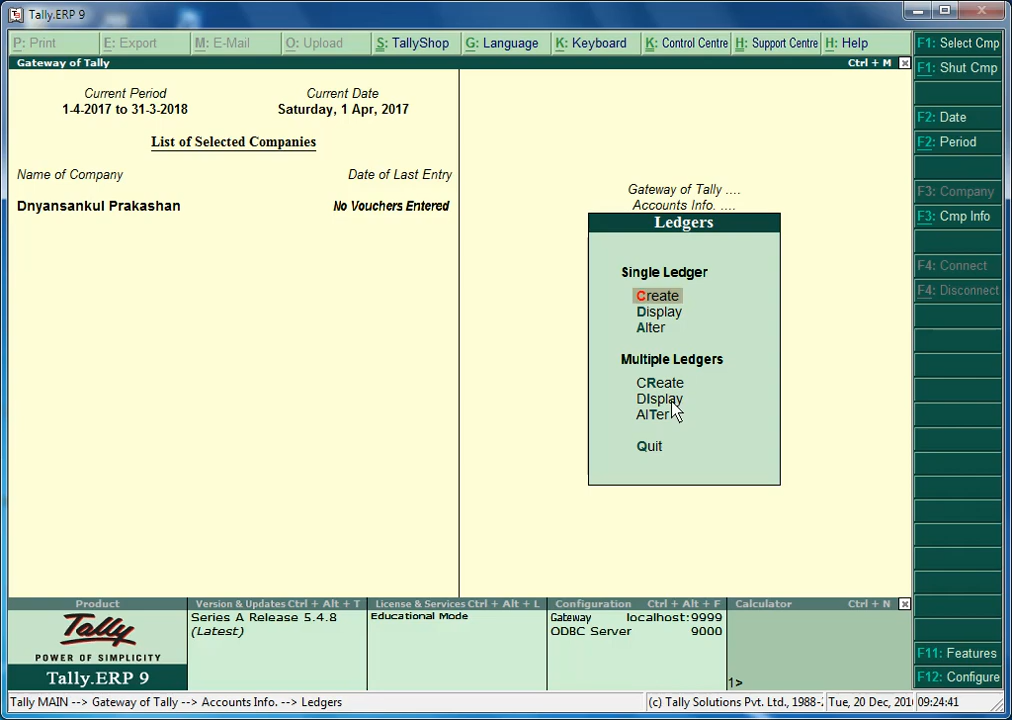 Tally.ERP 9
P: Print E: Export M: E-Mail O: Upload S: TallyShop G: Language K: Keyboard K: Control Centre H: Support Centre H: Help
F1: Select Cmp
Gateway of Tally Ctrl + M
F1: Shut Cmp
Current Period Current Date
1-4-2017 to 31-3-2018 Saturday, 1 Apr, 2017
F2: Date
List of Selected Companies
F2: Period
Name of Company Date of Last Entry
Dnyansankul Prakashan No Vouchers Entered
Gateway of Tally ....
Accounts Info. ....
Ledgers
Single Ledger
Create
Display
Alter
Multiple Ledgers
CReate
DIsplay
AlTer
Quit
F3: Company
F3: Cmp Info
F4: Connect
F4: Disconnect
F11: Features
F12: Configure
Product
Tally
POWER OF SIMPLICITY
Tally.ERP 9
Version & Updates Ctrl + Alt + T
Series A Release 5.4.8
(Latest)
License & Services Ctrl + Alt + L
Educational Mode
Configuration Ctrl + Alt + F
Gateway localhost:9999
ODBC Server 9000
Calculator Ctrl + N
1>
Tally MAIN --> Gateway of Tally --> Accounts Info. --> Ledgers (c) Tally Solutions Pvt. Ltd., 1988-2 Tue, 20 Dec, 201 09:24:41